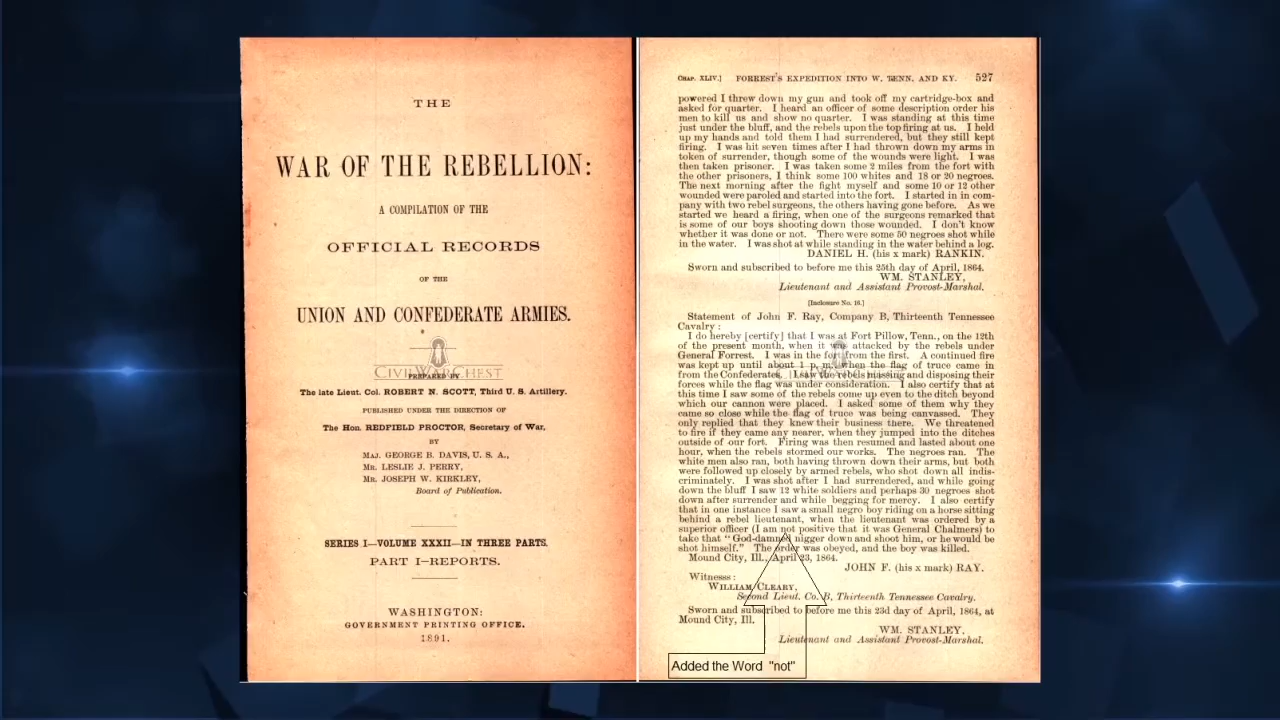 THE
WAR OF THE REBELLION:
A COMPILATION OF THE
OFFICIAL RECORDS
OF THE
UNION AND CONFEDERATE ARMIES.
CIVIL WAR CHEST
PREPARED BY
The late Lieut. Col. ROBERT N. SCOTT, Third U. S. Artillery.
PUBLISHED UNDER THE DIRECTION OF
The Hon. REDFIELD PROCTOR, Secretary of War,
BY
MAJ. GEORGE B. DAVIS, U. S. A.,
MR. LESLIE J. PERRY,
MR. JOSEPH W. KIRKLEY,
Board of Publication.
SERIES I—VOLUME XXXII—IN THREE PARTS.
PART I—REPORTS.
WASHINGTON:
GOVERNMENT PRINTING OFFICE.
1891.
CHAP. XLIV.] FORREST'S EXPEDITION INTO W. TENN. AND KY. 527
powered I threw down my gun and took off my cartridge-box and
asked for quarter. I heard an officer of some description order his
men to kill us and show no quarter. I was standing at this time
just under the bluff, and the rebels upon the top firing at us. I held
up my hands and told them I had surrendered, but they still kept
firing. I was hit seven times after I had thrown down my arms in
token of surrender, though some of the wounds were light. I was
then taken prisoner. I was taken some 2 miles from the fort with
the other prisoners, I think some 100 whites and 18 or 20 negroes.
The next morning after the fight myself and some 10 or 12 other
wounded were paroled and started into the fort. I started in in com-
pany with two rebel surgeons, the others having gone before. As we
started we heard a firing, when one of the surgeons remarked that
is some of our boys shooting down those wounded. I don't know
whether it was done or not. There were some 50 negroes shot while
in the water. I was shot at while standing in the water behind a log.
DANIEL H. (his x mark) RANKIN.
Sworn and subscribed to before me this 25th day of April, 1864.
WM. STANLEY,
Lieutenant and Assistant Provost-Marshal.
[Inclosure No. 16.]
Statement of John F. Ray, Company B, Thirteenth Tennessee
Cavalry:
I do hereby [certify] that I was at Fort Pillow, Tenn., on the 12th
of the present month, when it was attacked by the rebels under
General Forrest. I was in the fort from the first. A continued fire
was kept up until about 1 p. m., when the flag of truce came in
from the Confederates. I saw the rebels massing and disposing their
forces while the flag was under consideration. I also certify that at
this time I saw some of the rebels come up even to the ditch beyond
which our cannon were placed. I asked some of them why they
came so close while the flag of truce was being canvassed. They
only replied that they knew their business there. We threatened
to fire if they came any nearer, when they jumped into the ditches
outside of our fort. Firing was then resumed and lasted about one
hour, when the rebels stormed our works. The negroes ran. The
white men also ran, both having thrown down their arms, but both
were followed up closely by armed rebels, who shot down all indis-
criminately. I was shot after I had surrendered, and while going
down the bluff I saw 12 white soldiers and perhaps 30 negroes shot
down after surrender and while begging for mercy. I also certify
that in one instance I saw a small negro boy riding on a horse sitting
behind a rebel lieutenant, when the lieutenant was ordered by a
superior officer (I am not positive that it was General Chalmers) to
take that "God-damned nigger down and shoot him, or he would be
shot himself." The order was obeyed, and the boy was killed.
Mound City, Ill., April 23, 1864.
JOHN F. (his x mark) RAY.
Witnesss:
WILLIAM CLEARY,
Second Lieut. Co. B, Thirteenth Tennessee Cavalry.
Sworn and subscribed to before me this 23d day of April, 1864, at
Mound City, Ill.
WM. STANLEY,
Lieutenant and Assistant Provost-Marshal.
Added the Word "not"